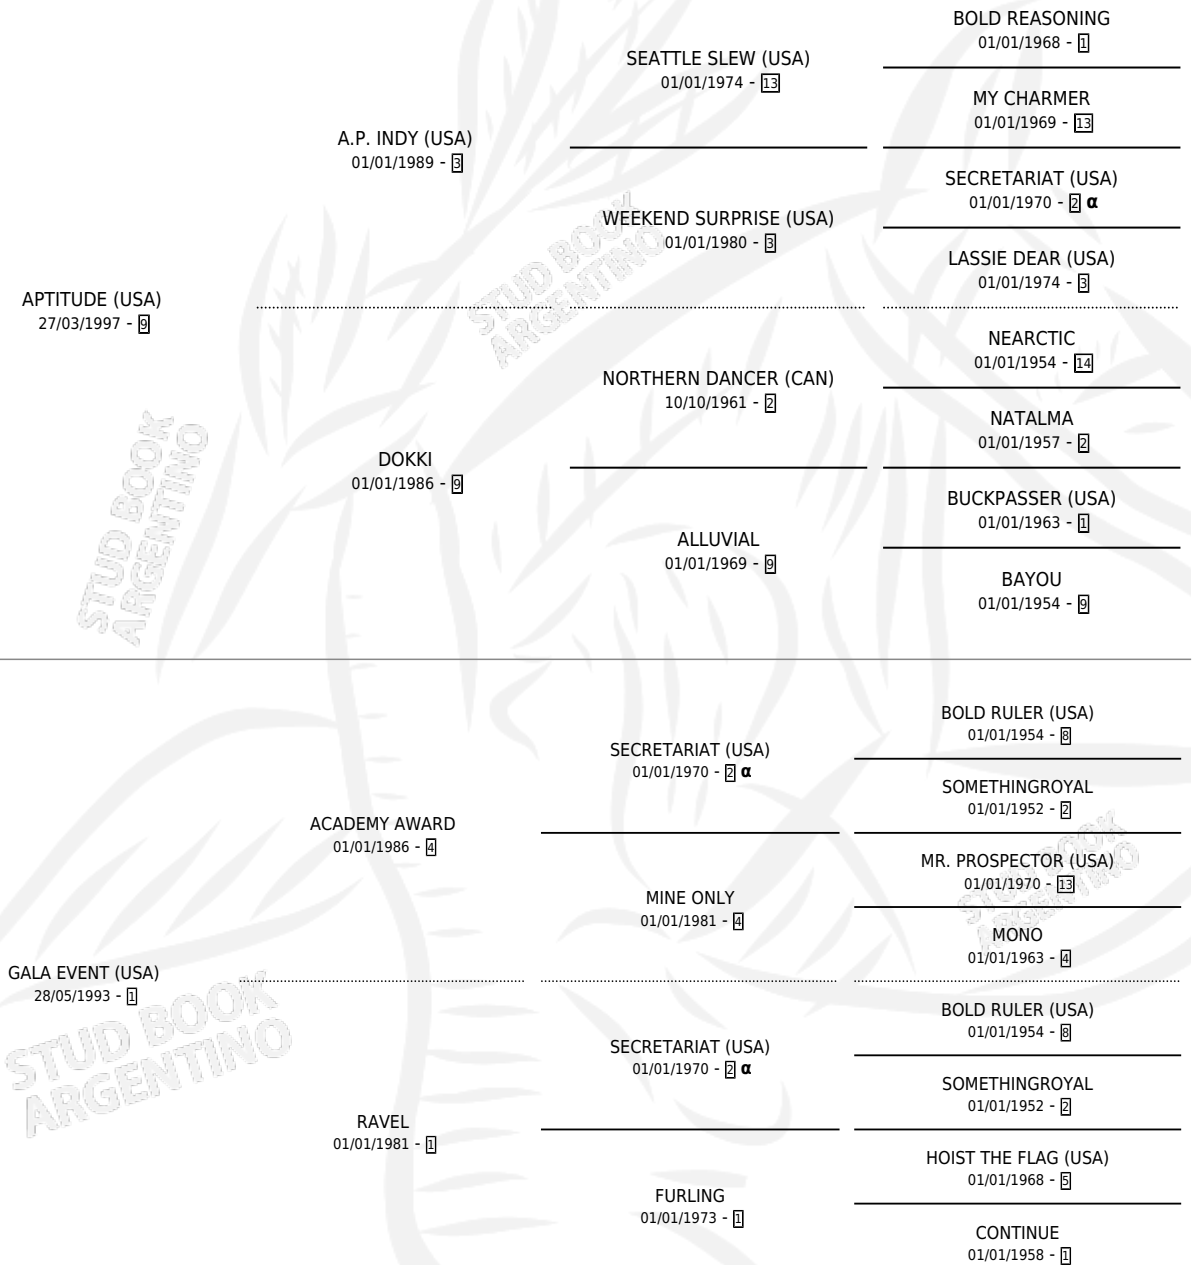 BOLD REASONING
01/01/1968 - 1
SEATTLE SLEW (USA)
01/01/1974 - 13
MY CHARMER
01/01/1969 - 13
A.P. INDY (USA)
01/01/1989 - 3
SECRETARIAT (USA)
01/01/1970 - 2 α
WEEKEND SURPRISE (USA)
01/01/1980 - 3
LASSIE DEAR (USA)
01/01/1974 - 3
APTITUDE (USA)
27/03/1997 - 9
NEARCTIC
01/01/1954 - 14
NORTHERN DANCER (CAN)
10/10/1961 - 2
NATALMA
01/01/1957 - 2
DOKKI
01/01/1986 - 9
BUCKPASSER (USA)
01/01/1963 - 1
ALLUVIAL
01/01/1969 - 9
BAYOU
01/01/1954 - 9
BOLD RULER (USA)
01/01/1954 - 8
SECRETARIAT (USA)
01/01/1970 - 2 α
SOMETHINGROYAL
01/01/1952 - 2
ACADEMY AWARD
01/01/1986 - 4
MR. PROSPECTOR (USA)
01/01/1970 - 13
MINE ONLY
01/01/1981 - 4
MONO
01/01/1963 - 4
GALA EVENT (USA)
28/05/1993 - 1
BOLD RULER (USA)
01/01/1954 - 8
SECRETARIAT (USA)
01/01/1970 - 2 α
SOMETHINGROYAL
01/01/1952 - 2
RAVEL
01/01/1981 - 1
HOIST THE FLAG (USA)
01/01/1968 - 5
FURLING
01/01/1973 - 1
CONTINUE
01/01/1958 - 1
STUD BOOK
ARGENTINO
STUD BOOK
ARGENTINO
STUD BOOK
ARGENTINO
STUD BOOK
ARGENTINO